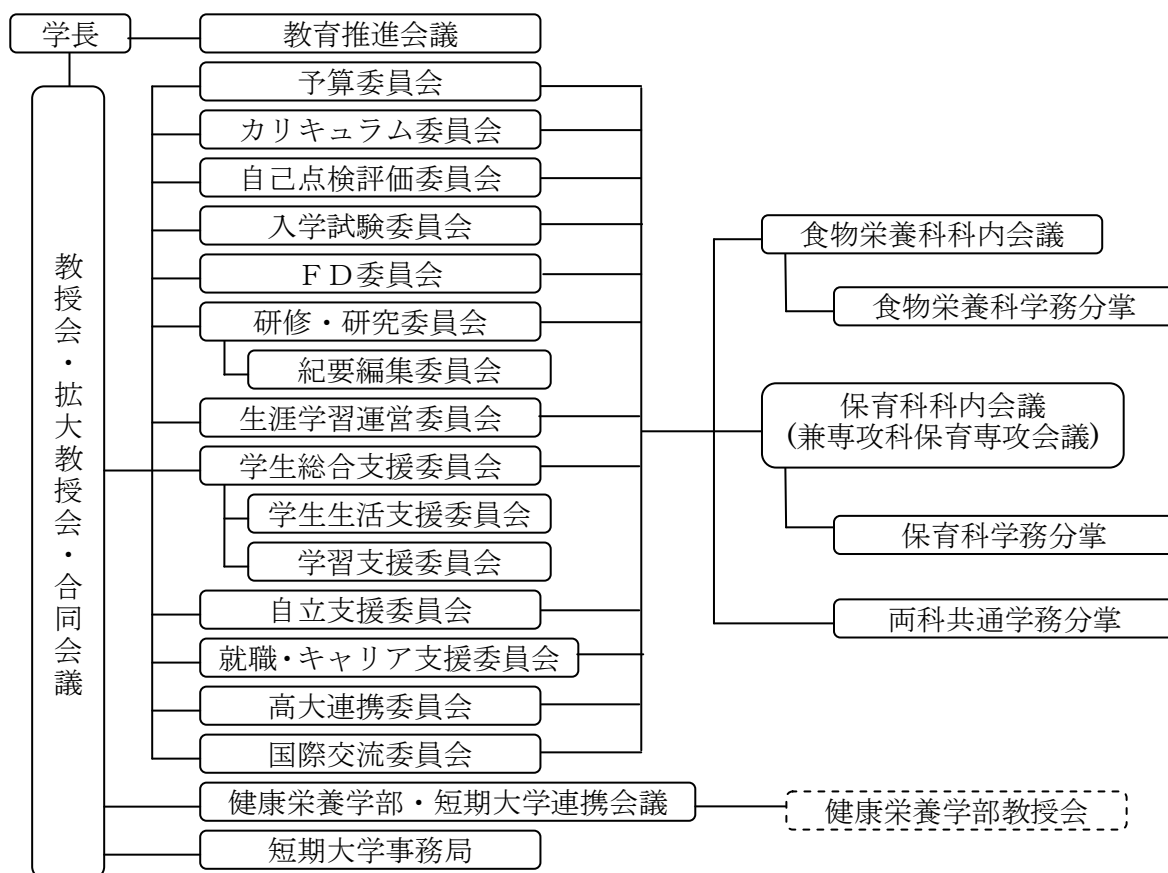 学長
教育推進会議
教授会・拡大教授会・合同会議
予算委員会
カリキュラム委員会
自己点検評価委員会
入学試験委員会
ＦＤ委員会
研修・研究委員会
紀要編集委員会
生涯学習運営委員会
学生総合支援委員会
学生生活支援委員会
学習支援委員会
自立支援委員会
就職・キャリア支援委員会
高大連携委員会
国際交流委員会
健康栄養学部・短期大学連携会議
短期大学事務局
食物栄養科科内会議
食物栄養科学務分掌
保育科科内会議
(兼専攻科保育専攻会議)
保育科学務分掌
両科共通学務分掌
健康栄養学部教授会